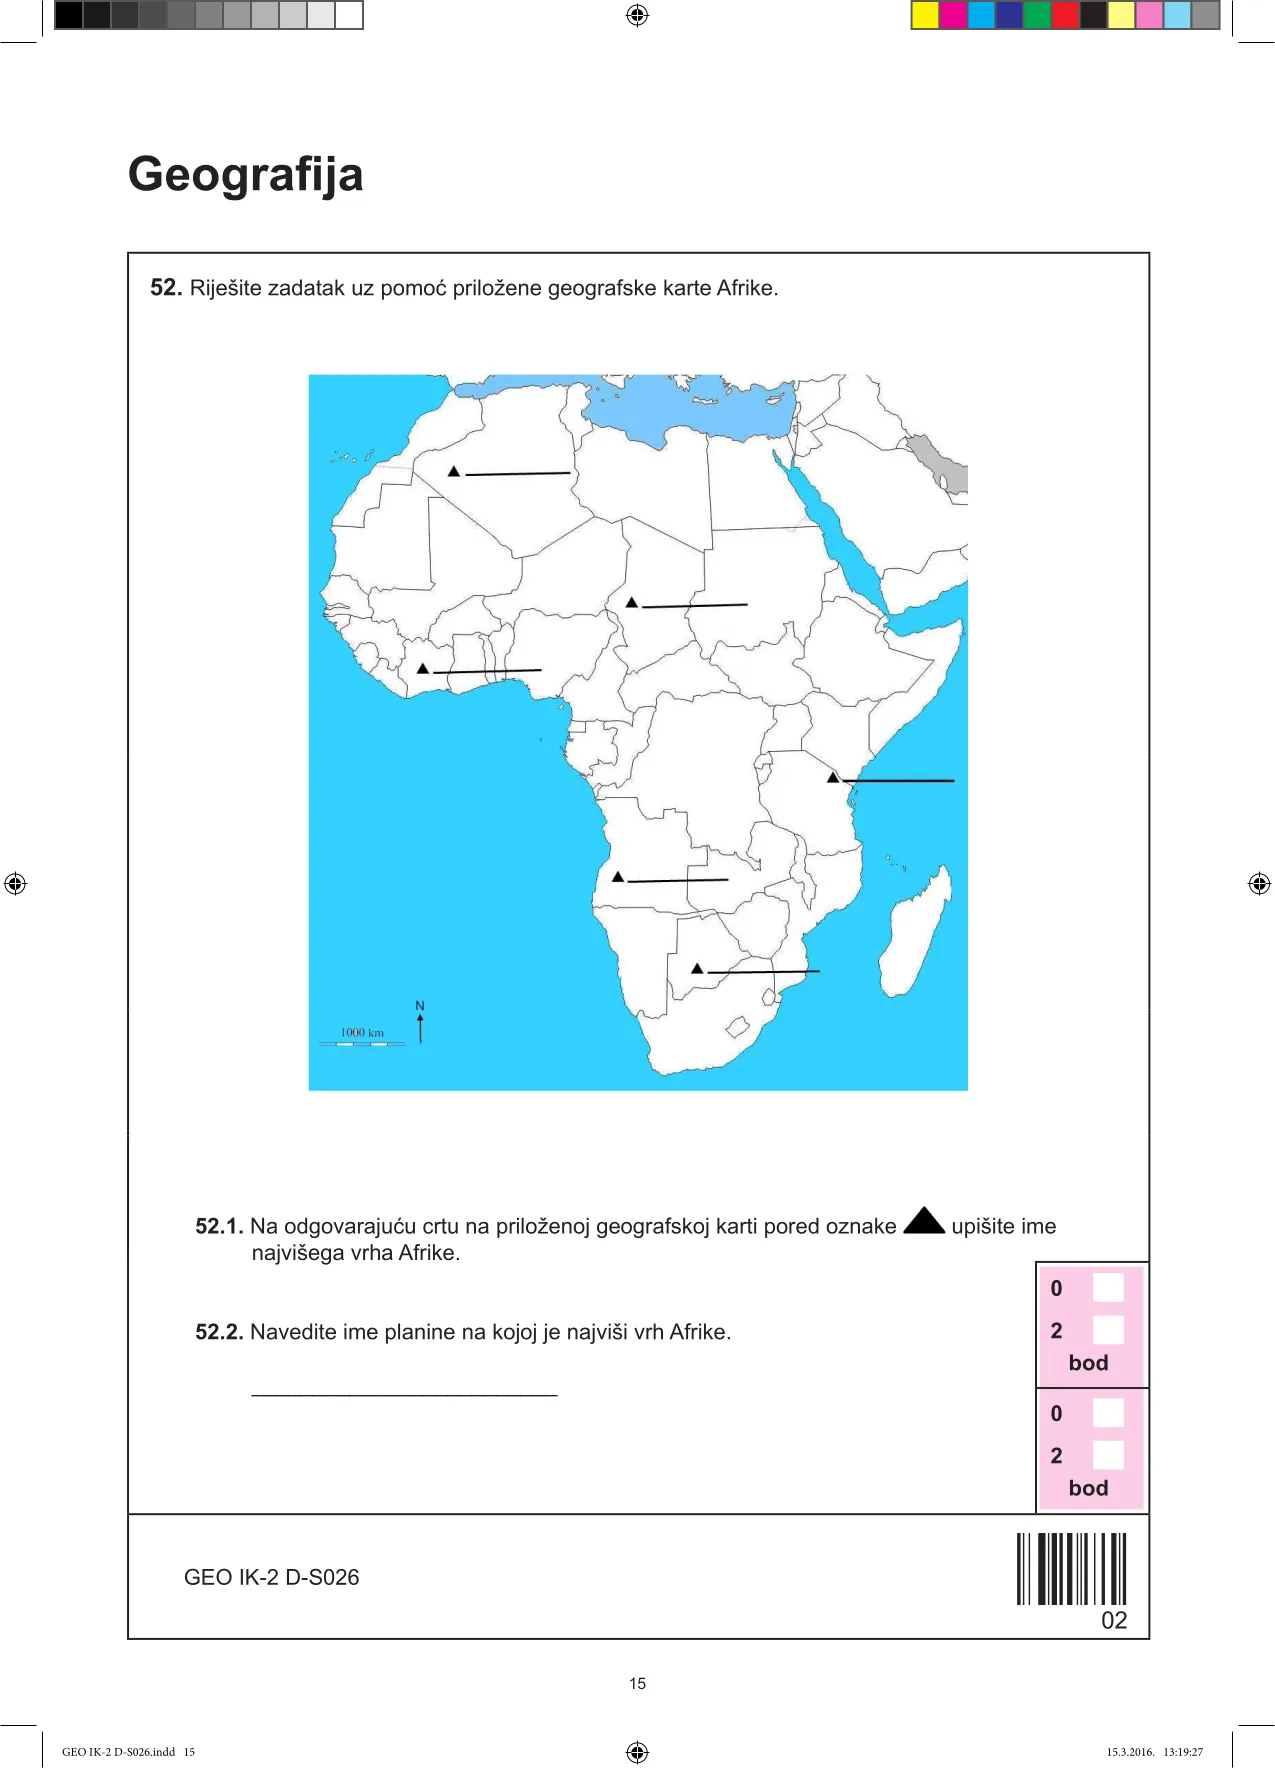 Geografija
52. Riješite zadatak uz pomoć priložene geografske karte Afrike.
N
1000 km
52.1. Na odgovarajuću crtu na priloženoj geografskoj karti pored oznake upišite ime
najvišega vrha Afrike.
52.2. Navedite ime planine na kojoj je najviši vrh Afrike.
0
2
bod
0
2
bod
GEO IK-2 D-S026
02
15
GEO IK-2 D-S026.indd 15
15.3.2016. 13:19:27